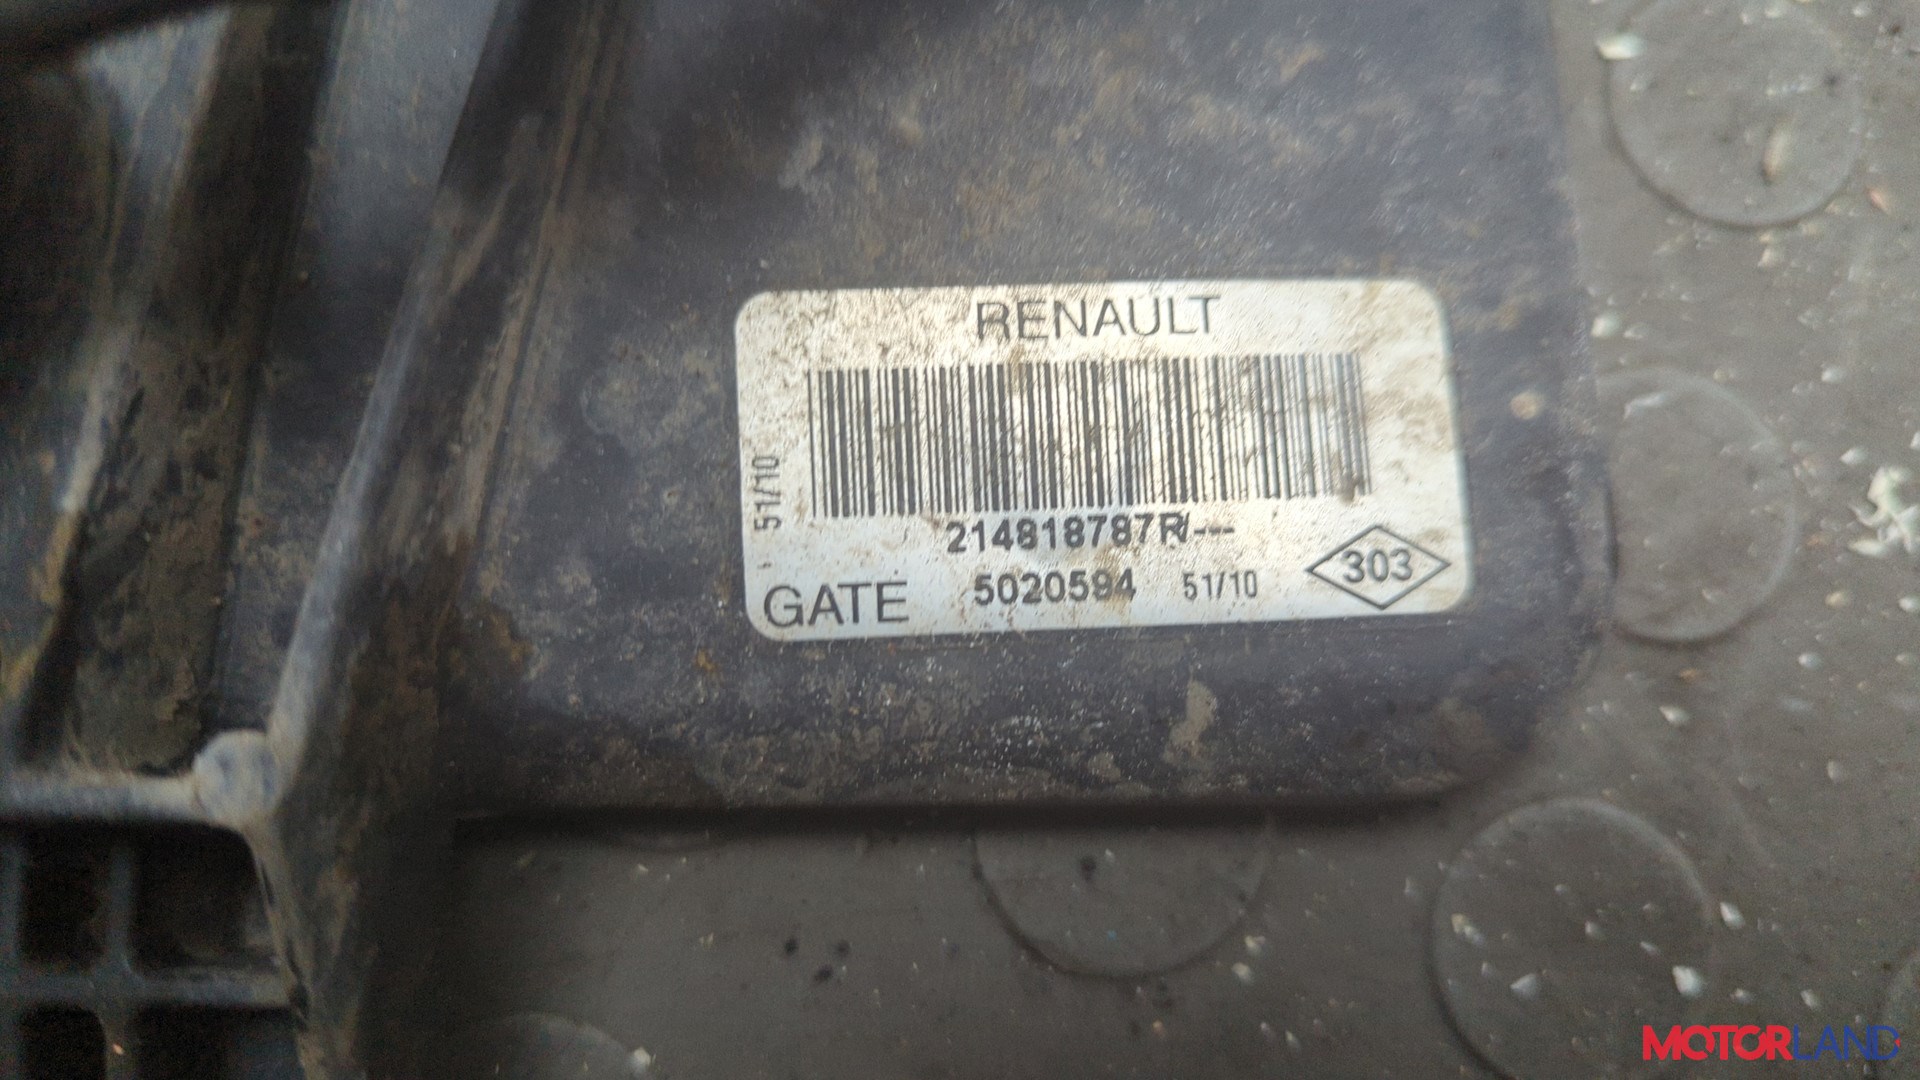 RENAULT
51/10
214818787R/---
GATE 5020594 51/10 303
MOTORLAND